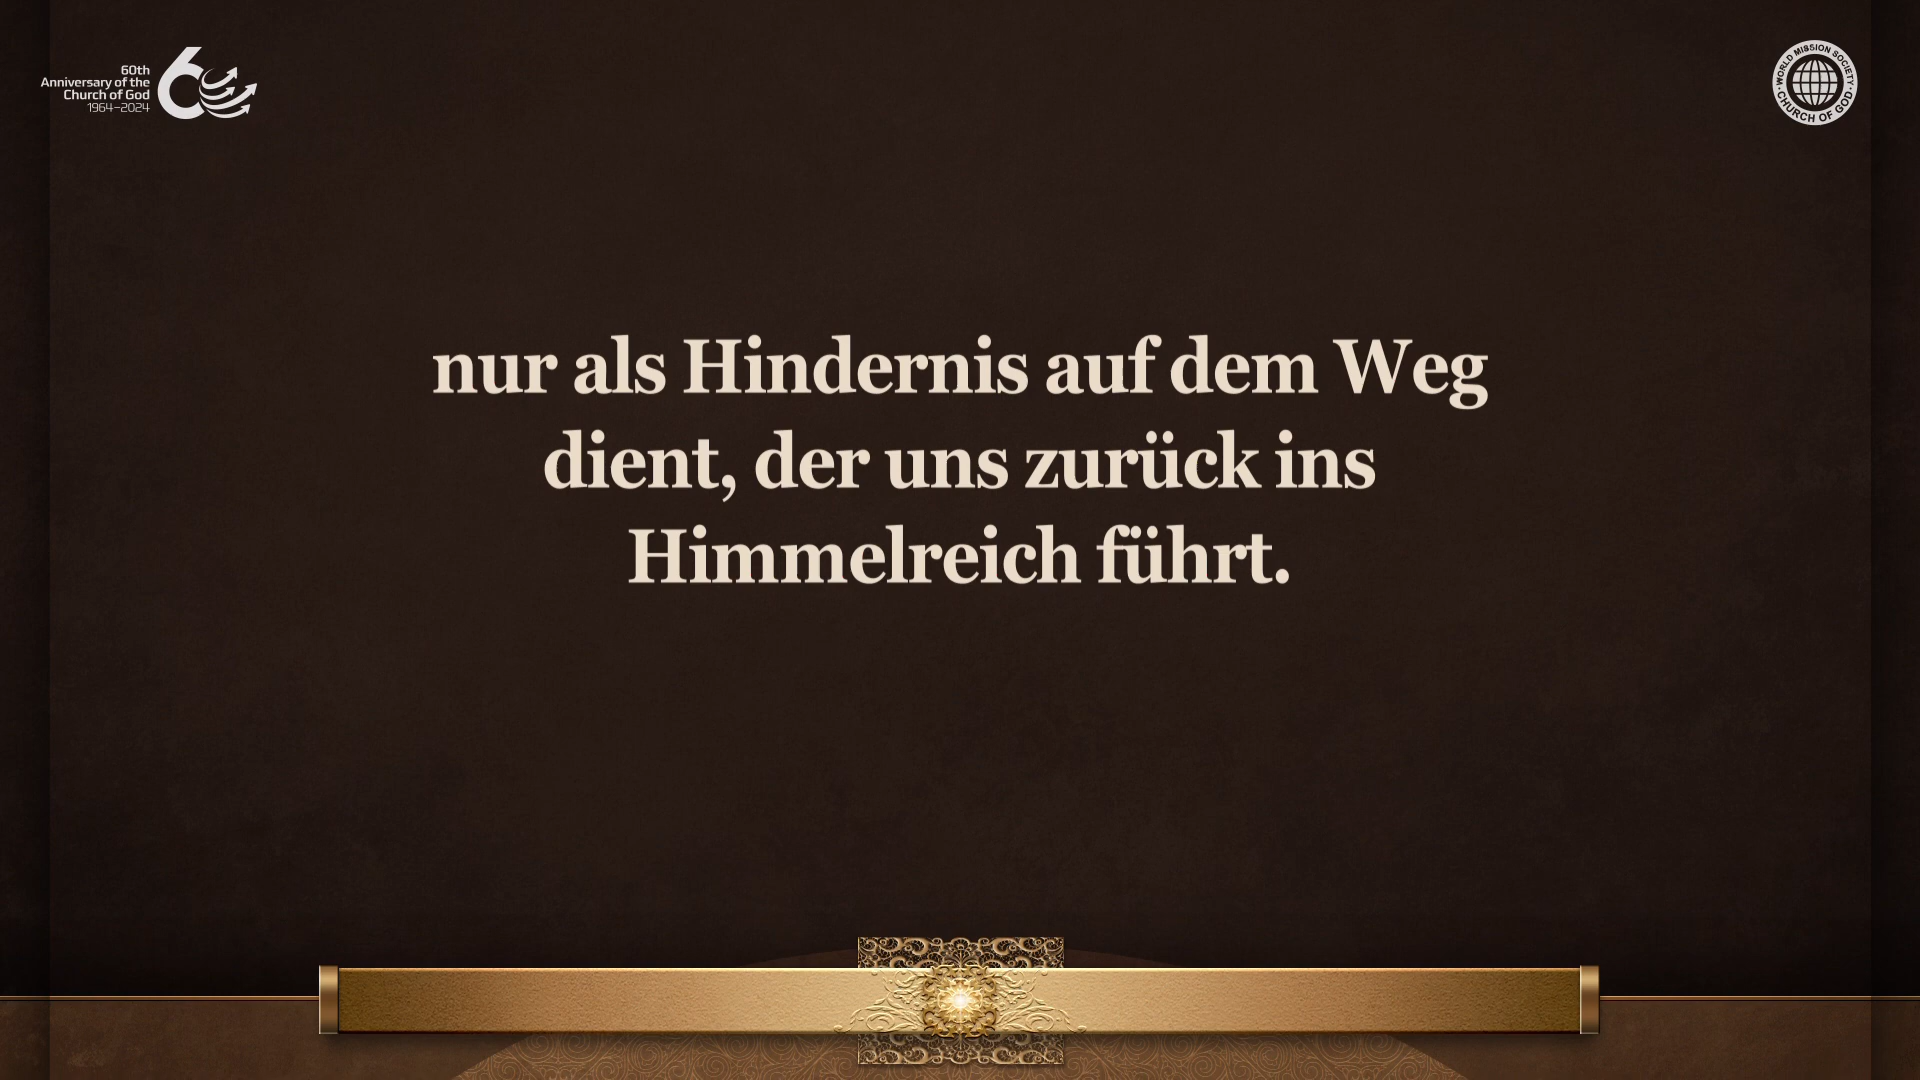 60th
Anniversary of the
Church of God
1964–2024
WORLD MISSION SOCIETY
CHURCH OF GOD
nur als Hindernis auf dem Weg
dient, der uns zurück ins
Himmelreich führt.